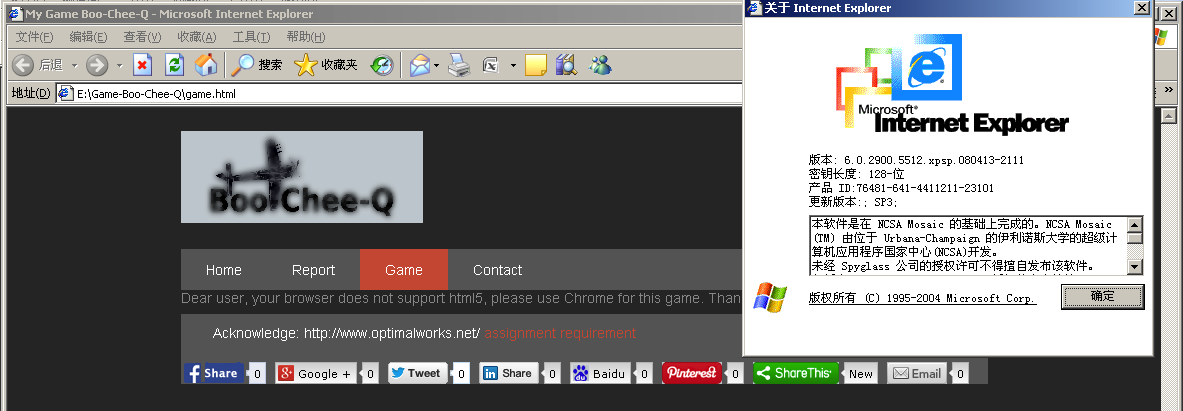 My Game Boo-Chee-Q - Microsoft Internet Explorer
文件(F) 编辑(E) 查看(V) 收藏(A) 工具(T) 帮助(H)
后退 搜索 收藏夹
地址(D) E:\Game-Boo-Chee-Q\game.html
Boo-Chee-Q
Home Report Game Contact
Dear user, your browser does not support html5, please use Chrome for this game. Than
Acknowledge: http://www.optimalworks.net/ assignment requirement
Share 0 Google + 0 Tweet 0 Share 0 Baidu 0 Pinterest 0 ShareThis New Email 0
关于 Internet Explorer
Microsoft®
Internet Explorer
版本: 6.0.2900.5512.xpsp.080413-2111
密钥长度: 128-位
产品 ID:76481-641-4411211-23101
更新版本:; SP3;
本软件是在 NCSA Mosaic 的基础上完成的。NCSA Mosaic
(TM) 由位于 Urbana-Champaign 的伊利诺斯大学的超级计
算机应用程序国家中心(NCSA)开发。
未经 Spyglass 公司的授权许可不得擅自发布该软件。
版权所有 (C) 1995-2004 Microsoft Corp.
确定